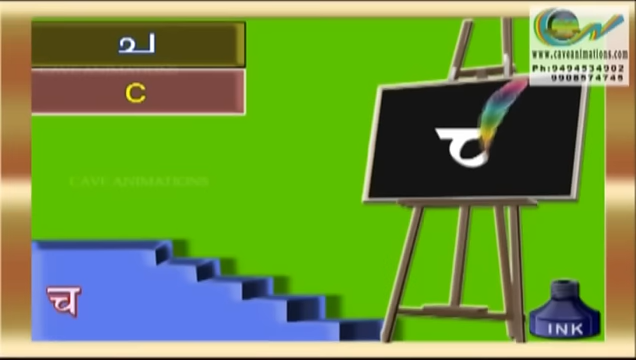 ച
C
www.caveanimations.com
Ph:9494534902
9908574745
CAVE ANIMATIONS
च
INK